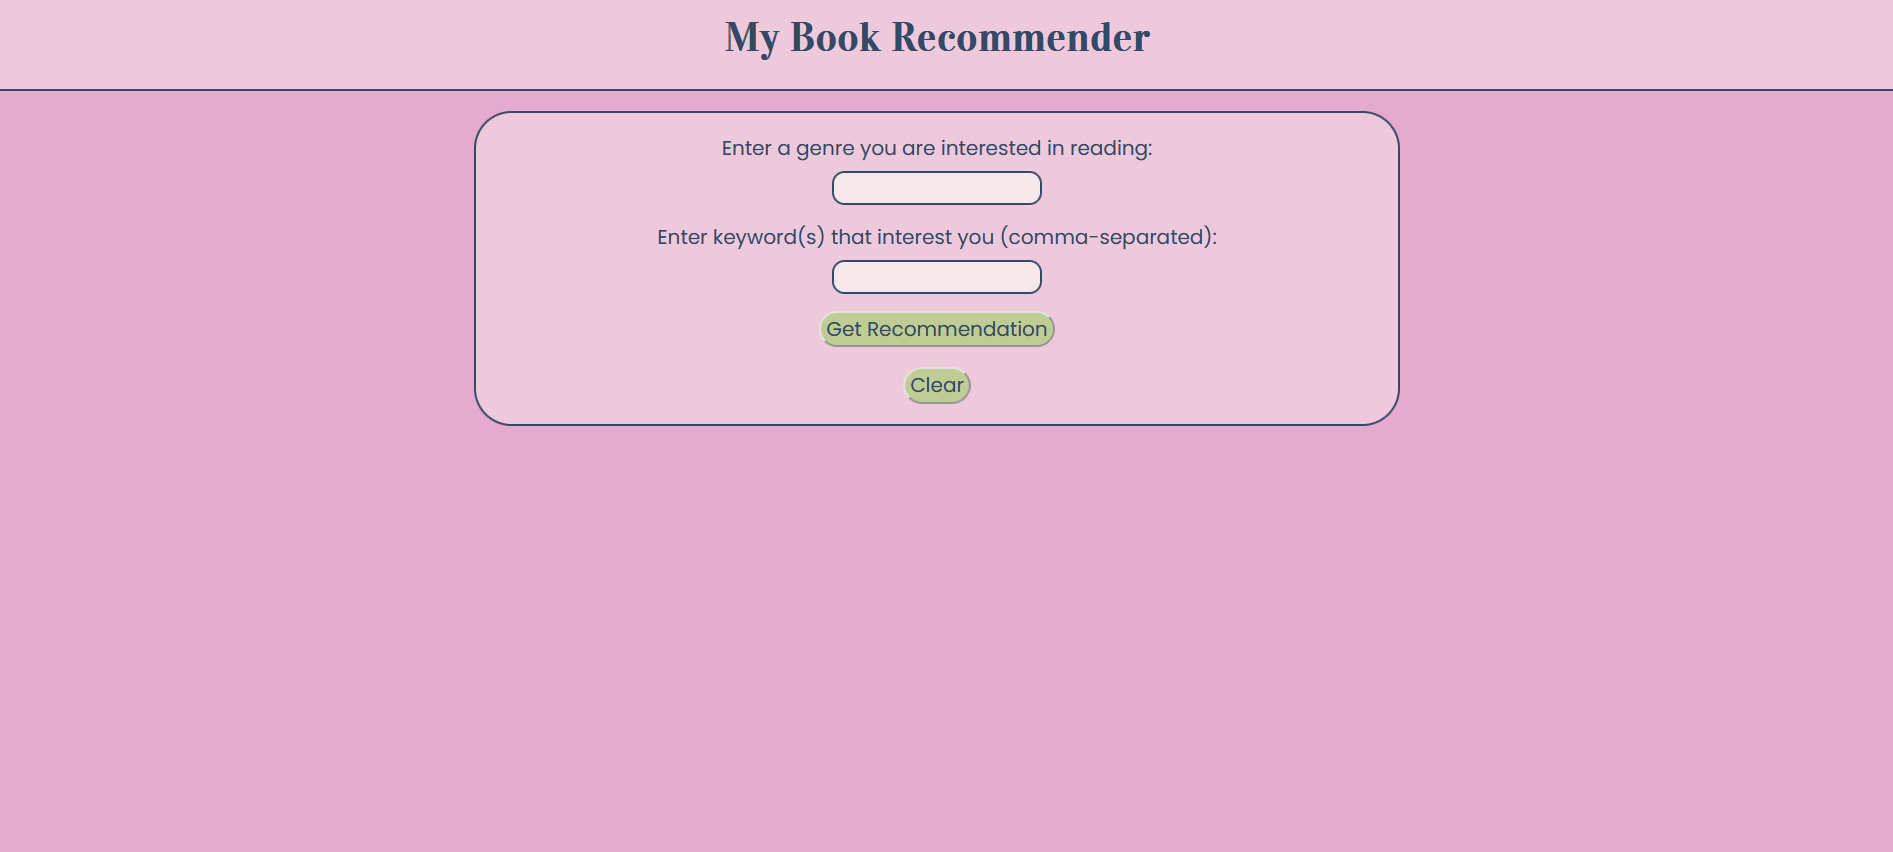 My Book Recommender
Enter a genre you are interested in reading:
Enter keyword(s) that interest you (comma-separated):
Get Recommendation
Clear